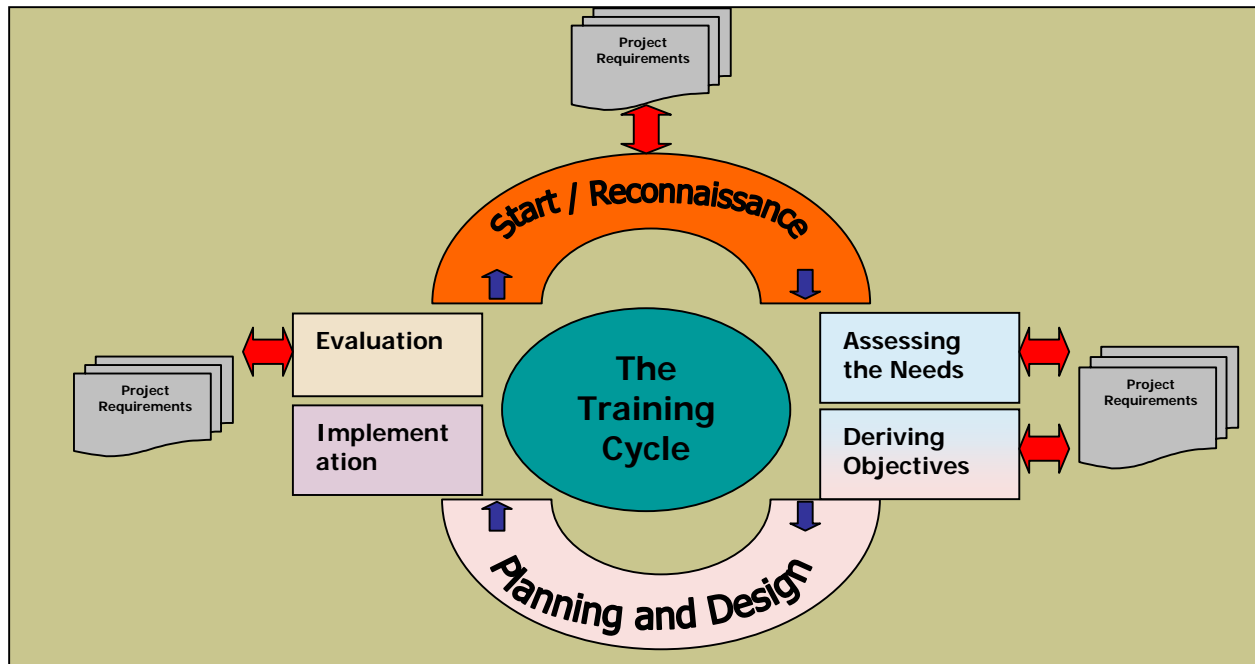 Project
Requirements
Start / Reconnaissance
Evaluation
Assessing
the Needs
The
Training
Cycle
Project
Requirements
Project
Requirements
Implement
ation
Deriving
Objectives
Planning and Design